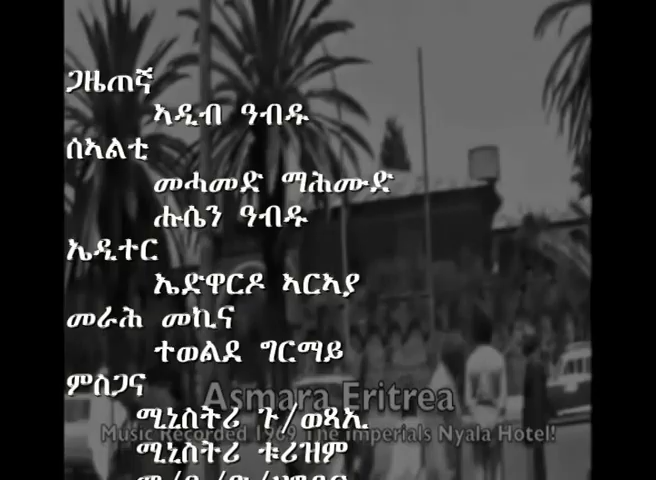 ጋዜጠኛ
ኣዲብ ዓብዱ
ሰኣልቲ
መሓመድ ማሕሙድ
ሑሴን ዓብዱ
ኤዲተር
ኤድዋርዶ ኣርኣያ
መራሕ መኪና
ተወልደ ግርማይ
ምስጋና
Asmara Eritrea
ሚኒስትሪ ጉ/ወጻኢ
Music Recorded 1969 The Imperials Nyala Hotel!
ሚኒስትሪ ቱሪዝም